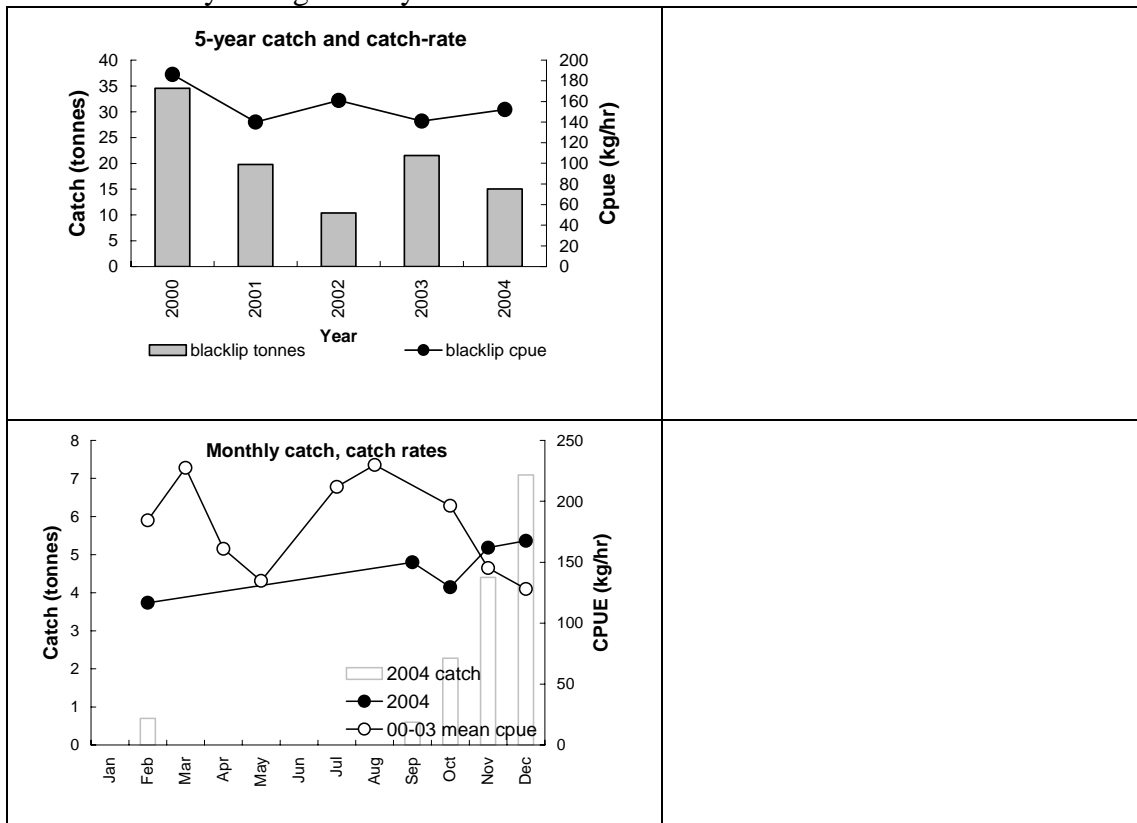 5-year catch and catch-rate
40
35
30
25
20
15
10
5
0
Catch (tonnes)
200
180
160
140
120
100
80
60
40
20
0
Cpue (kg/hr)
2000
2001
2002
2003
2004
Year
blacklip tonnes
blacklip cpue
Monthly catch, catch rates
8
7
6
5
4
3
2
1
0
Catch (tonnes)
250
200
150
100
50
0
CPUE (kg/hr)
2004 catch
2004
00-03 mean cpue
Jan
Feb
Mar
Apr
May
Jun
Jul
Aug
Sep
Oct
Nov
Dec